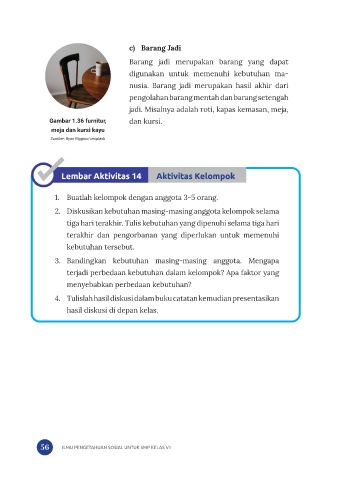 c) Barang Jadi
Barang jadi merupakan barang yang dapat
digunakan untuk memenuhi kebutuhan ma-
nusia. Barang jadi merupakan hasil akhir dari
pengolahan barang mentah dan barang setengah
jadi. Misalnya adalah roti, kapas kemasan, meja,
dan kursi.
Gambar 1.36 furnitur,
meja dan kursi kayu
Lembar Aktivitas 14 Aktivitas Kelompok
1. Buatlah kelompok dengan anggota 3-5 orang.
2. Diskusikan kebutuhan masing-masing anggota kelompok selama
tiga hari terakhir. Tulis kebutuhan yang dipenuhi selama tiga hari
terakhir dan pengorbanan yang diperlukan untuk memenuhi
kebutuhan tersebut.
3. Bandingkan kebutuhan masing-masing anggota. Mengapa
terjadi perbedaan kebutuhan dalam kelompok? Apa faktor yang
menyebabkan perbedaan kebutuhan?
4. Tulislah hasil diskusi dalam buku catatan kemudian presentasikan
hasil diskusi di depan kelas.
56 ILMU PENGETAHUAN SOSIAL UNTUK SMP KELAS VII